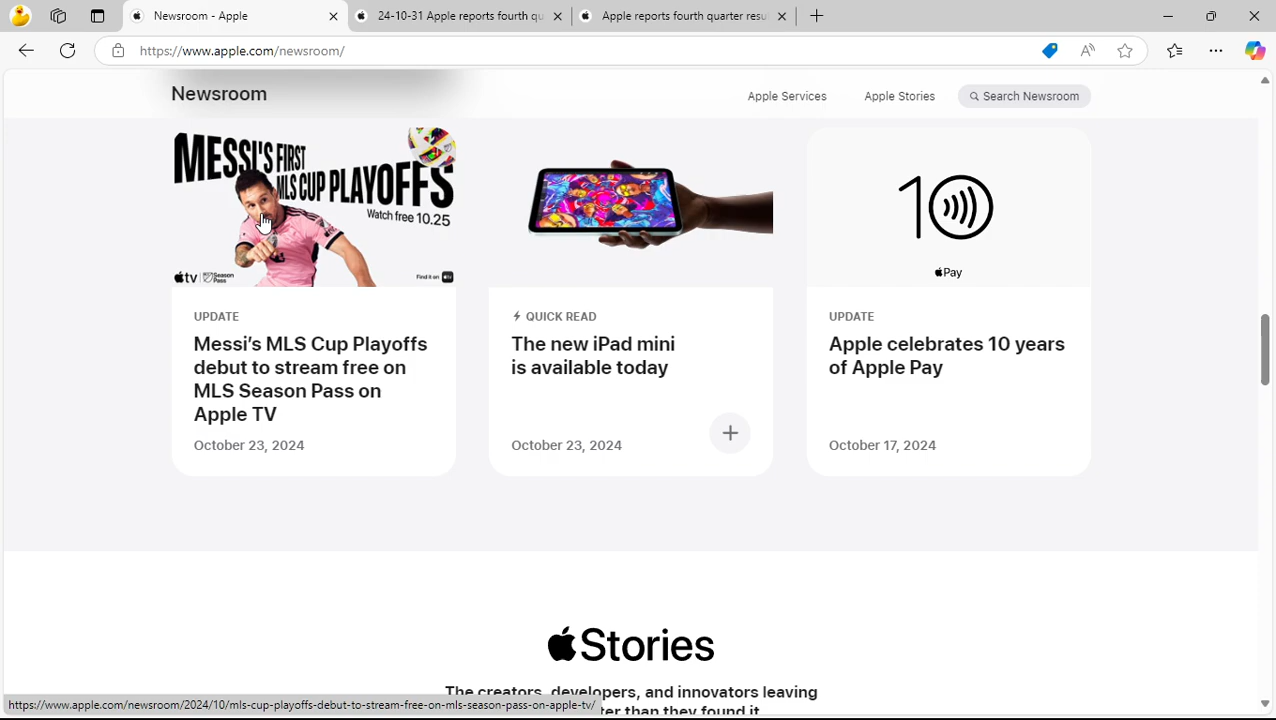 Newsroom - Apple
24-10-31 Apple reports fourth qu
Apple reports fourth quarter resu
https://www.apple.com/newsroom/
Newsroom
Apple Services
Apple Stories
Search Newsroom
MESSI'S FIRST
MLS CUP PLAYOFFS
Watch free 10.25
tv
Season
Pass
Find it on
tv
10
Pay
UPDATE
Messi's MLS Cup Playoffs
debut to stream free on
MLS Season Pass on
Apple TV
October 23, 2024
QUICK READ
The new iPad mini
is available today
October 23, 2024
UPDATE
Apple celebrates 10 years
of Apple Pay
October 17, 2024
Stories
The creators, developers, and innovators leaving
ter than they found it.
https://www.apple.com/newsroom/2024/10/mls-cup-playoffs-debut-to-stream-free-on-mls-season-pass-on-apple-tv/